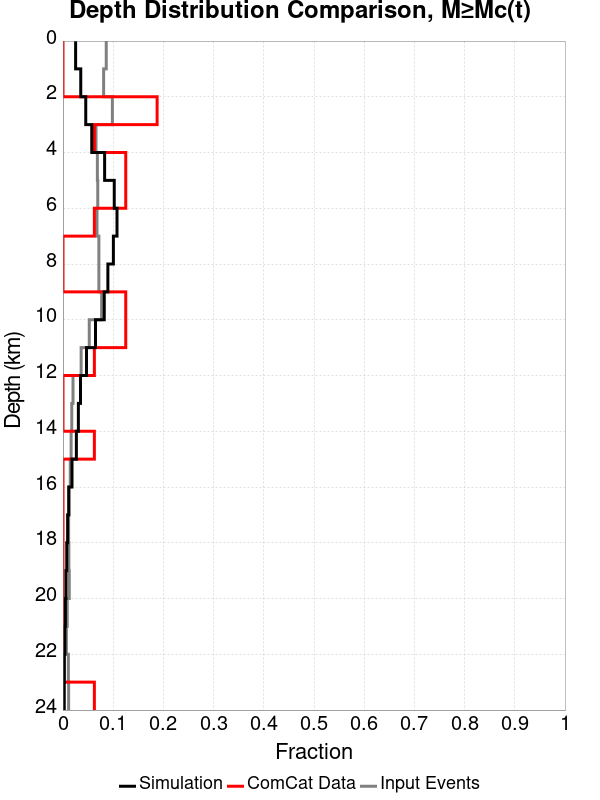 Depth Distribution Comparison, M≥Mc(t)
0
2
4
6
8
10
12
14
16
18
20
22
24
Depth (km)
0 0.1 0.2 0.3 0.4 0.5 0.6 0.7 0.8 0.9 1
Fraction
Simulation ComCat Data Input Events